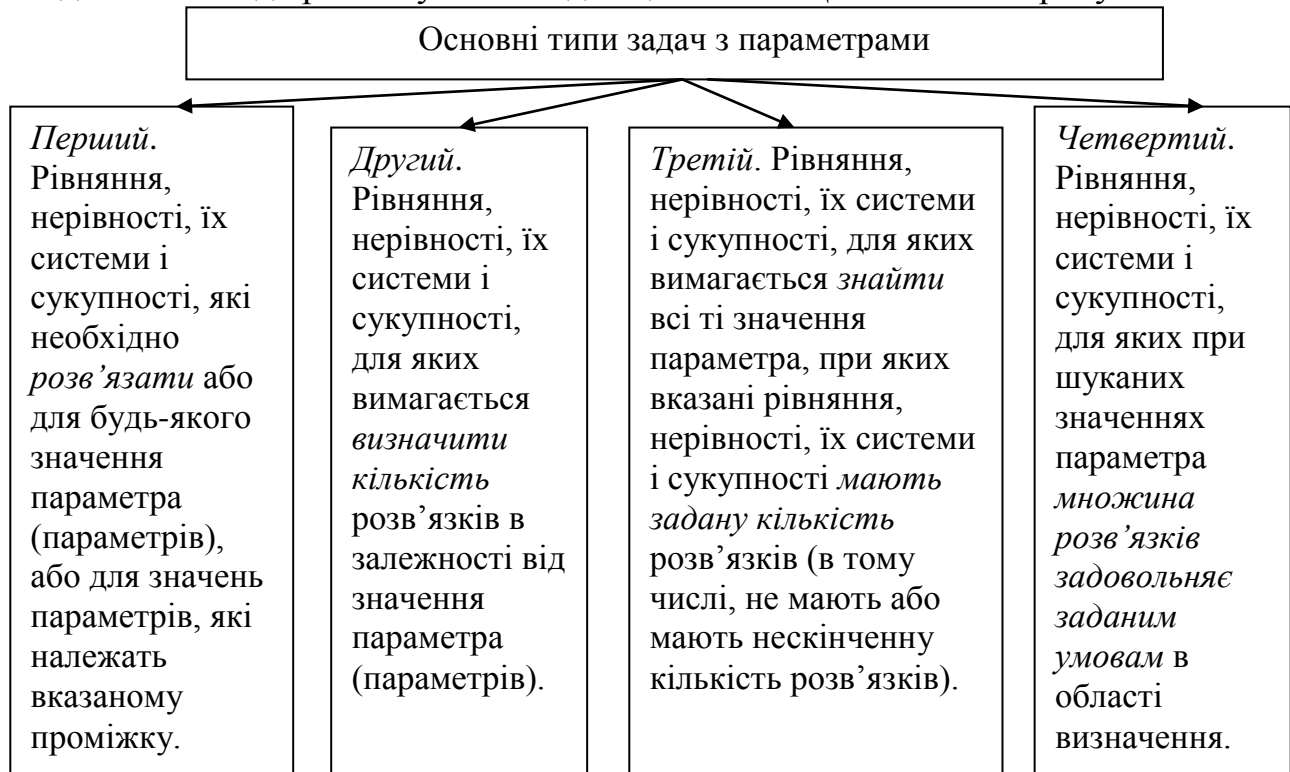 Основні типи задач з параметрами
Перший.
Рівняння,
нерівності, їх
системи і
сукупності, які
необхідно
розв’язати або
для будь-якого
значення
параметра
(параметрів),
або для значень
параметрів, які
належать
вказаному
проміжку.
Другий.
Рівняння,
нерівності, їх
системи і
сукупності,
для яких
вимагається
визначити
кількість
розв’язків в
залежності від
значення
параметра
(параметрів).
Третій. Рівняння,
нерівності, їх системи
і сукупності, для яких
вимагається знайти
всі ті значення
параметра, при яких
вказані рівняння,
нерівності, їх системи
і сукупності мають
задану кількість
розв’язків (в тому
числі, не мають або
мають нескінченну
кількість розв’язків).
Четвертий.
Рівняння,
нерівності, їх
системи і
сукупності,
для яких при
шуканих
значеннях
параметра
множина
розв’язків
задовольняє
заданим
умовам в
області
визначення.